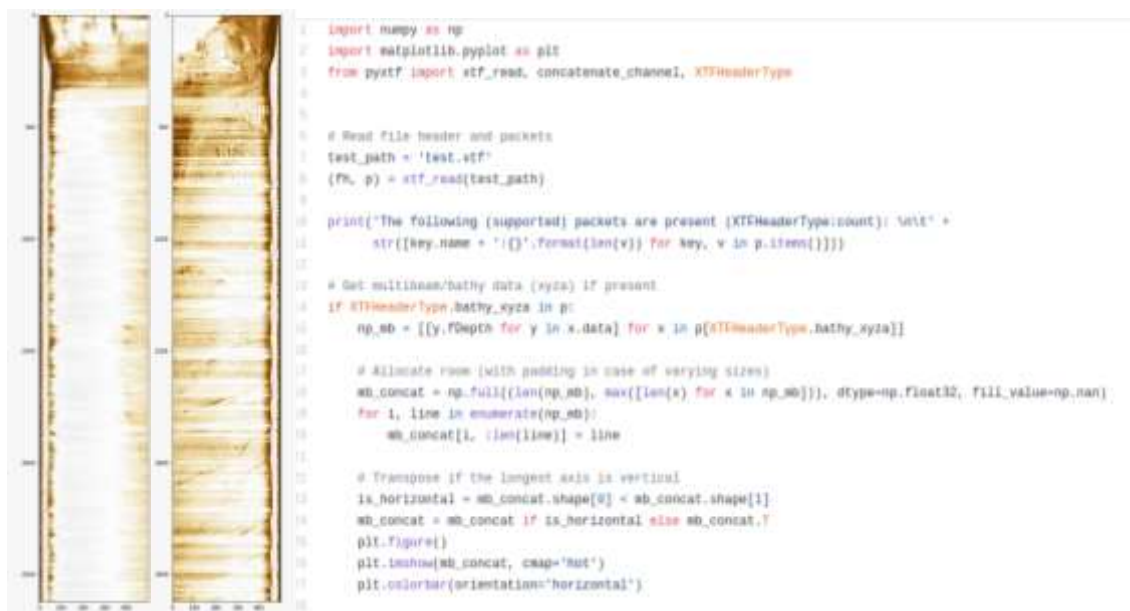 import numpy as np
import matplotlib.pyplot as plt
from pyxtf import xtf_read, concatenate_channel, XTFHeaderType
# Read file header and packets
test_path = 'test.xtf'
(fh, p) = xtf_read(test_path)
print('The following (supported) packets are present (XTFHeaderType:count): \n\t' +
str([key.name + ':{}'.format(len(v)) for key, v in p.items()]))
# Get multibeam/bathy data (xyza) if present
if XTFHeaderType.bathy_xyza in p:
np_mb = [[y.fDepth for y in x.data] for x in p[XTFHeaderType.bathy_xyza]]
# Allocate room (with padding in case of varying sizes)
mb_concat = np.full((len(np_mb), max([len(x) for x in np_mb])), dtype=np.float32, fill_value=np.nan)
for i, line in enumerate(np_mb):
mb_concat[i, :len(line)] = line
# Transpose if the longest axis is vertical
is_horizontal = mb_concat.shape[0] < mb_concat.shape[1]
mb_concat = mb_concat if is_horizontal else mb_concat.T
plt.figure()
plt.imshow(mb_concat, cmap='hot')
plt.colorbar(orientation='horizontal')